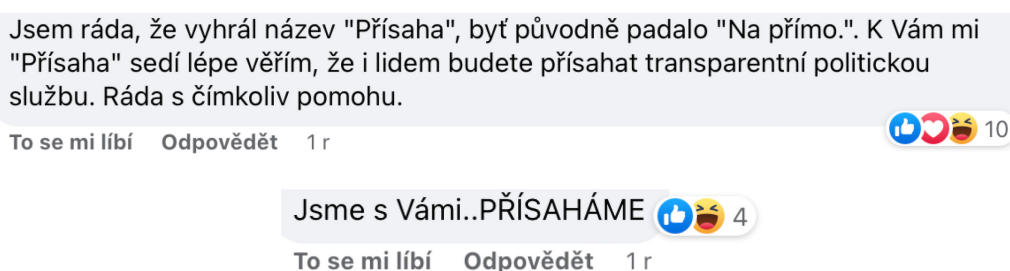 Jsem ráda, že vyhrál název "Přísaha", byť původně padalo "Na přímo.". K Vám mi
"Přísaha" sedí lépe věřím, že i lidem budete přísahat transparentní politickou
službu. Ráda s čímkoliv pomohu.
To se mi líbí Odpovědět 1 r 10
Jsme s Vámi..PŘÍSAHÁME 4
To se mi líbí Odpovědět 1 r